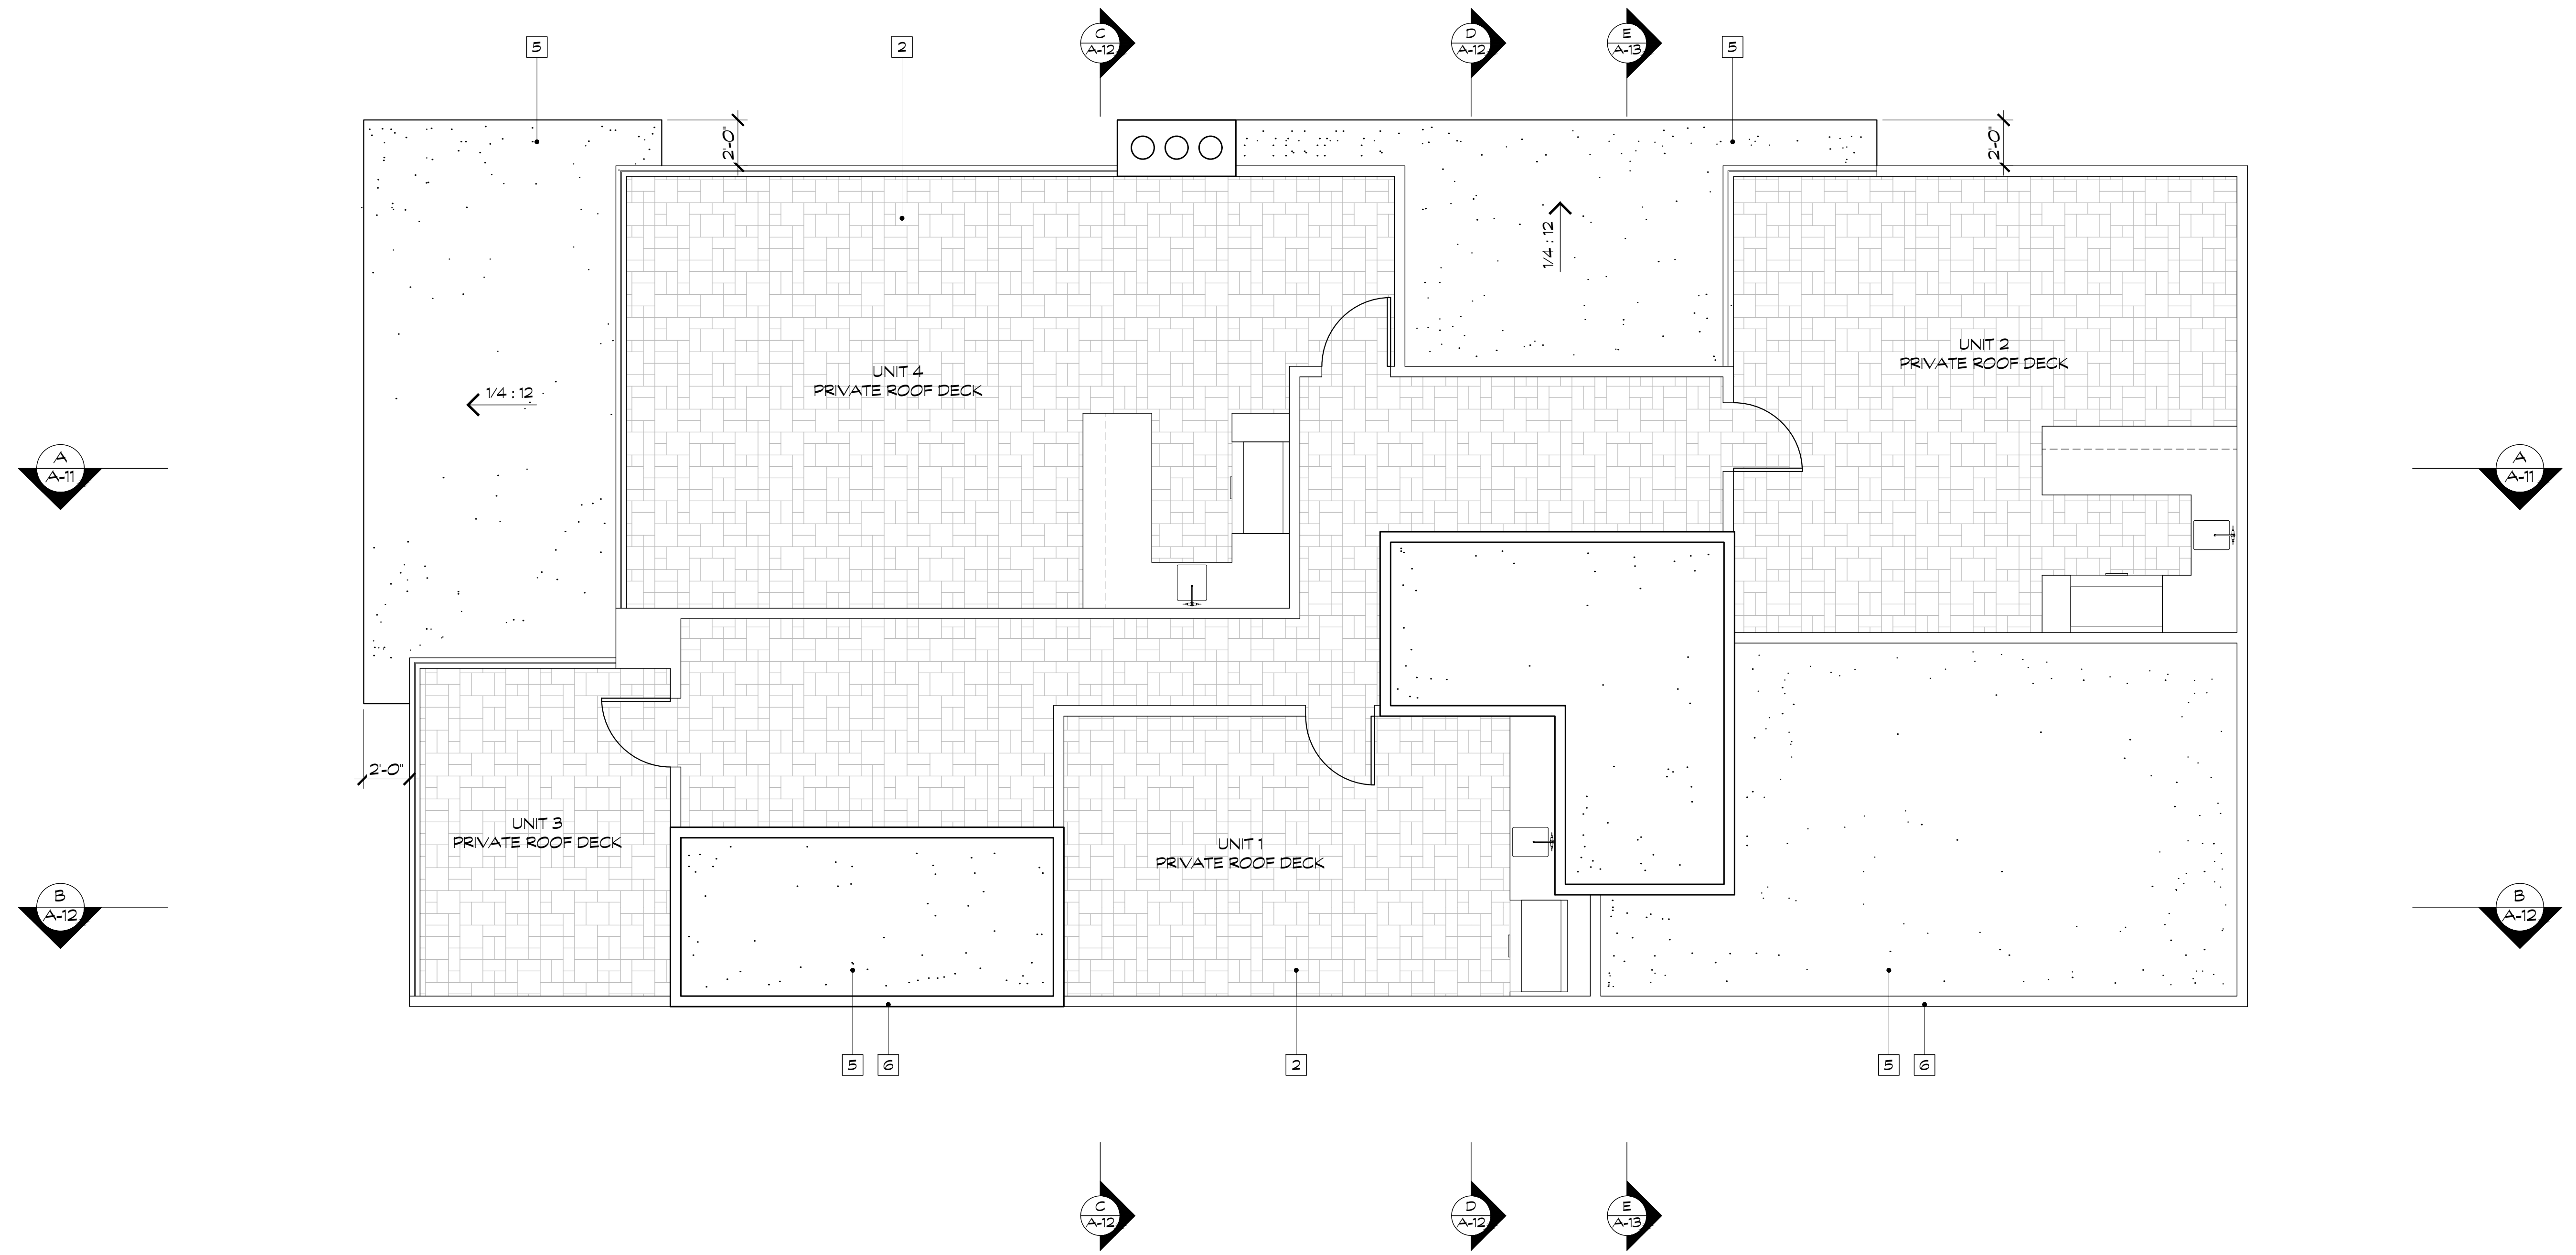 C
A-12
D
A-12
E
A-13
5
2
5
2'-0"
2'-0"
1/4 : 12
UNIT 2
PRIVATE ROOF DECK
UNIT 4
PRIVATE ROOF DECK
1/4 : 12
A
A-11
A
A-11
2'-0"
UNIT 3
PRIVATE ROOF DECK
UNIT 1
PRIVATE ROOF DECK
B
A-12
B
A-12
5
6
2
5
6
C
A-12
D
A-12
E
A-13